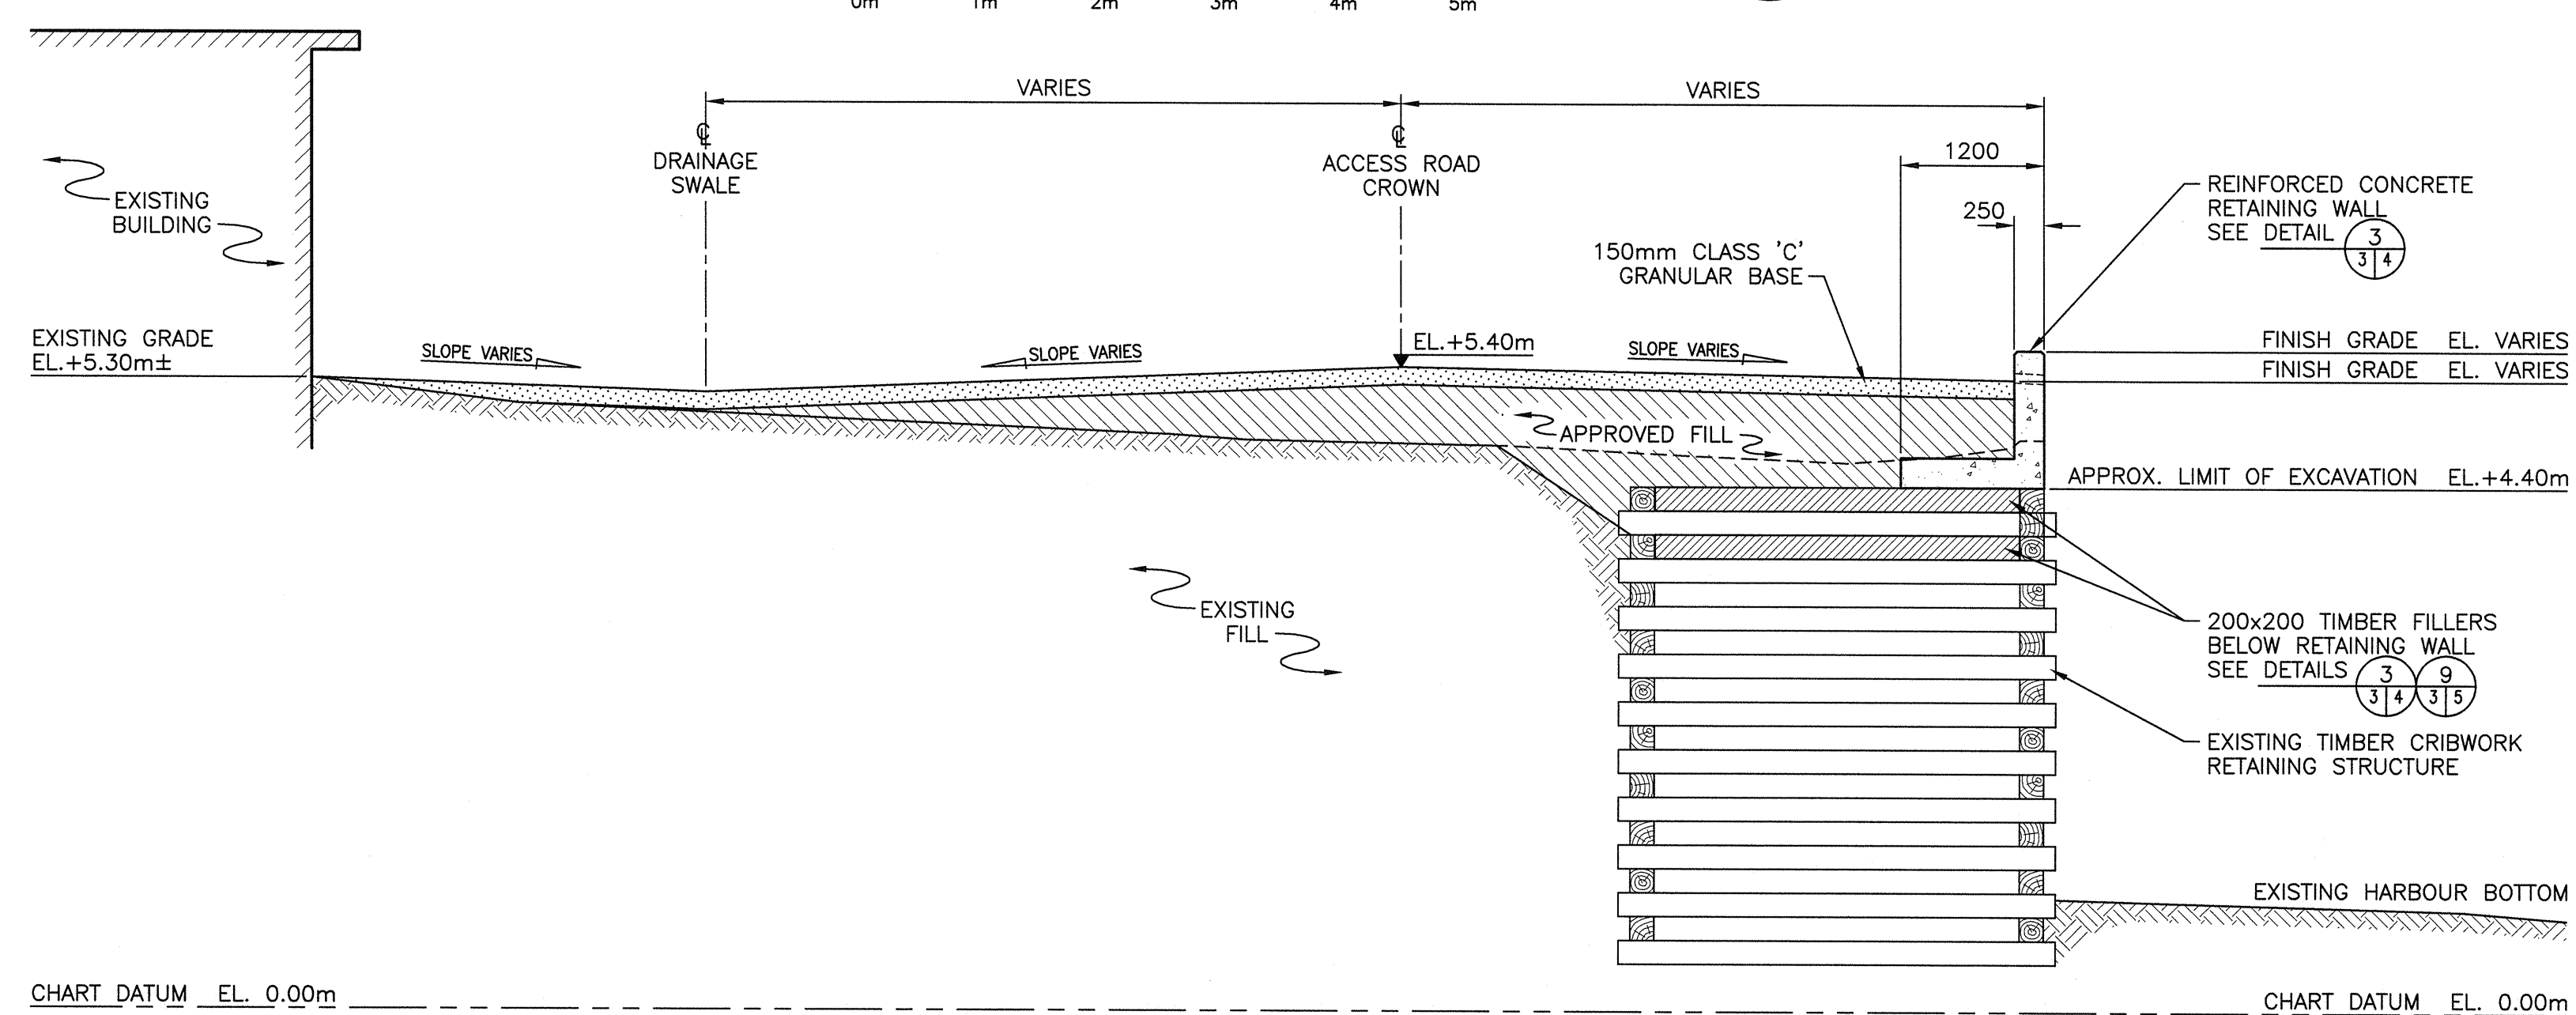 0m 1m 2m 3m 4m 5m
VARIES
VARIES
℄
DRAINAGE
SWALE
℄
ACCESS ROAD
CROWN
1200
250
EXISTING
BUILDING
REINFORCED CONCRETE
RETAINING WALL
SEE DETAIL 3
3 4
150mm CLASS 'C'
GRANULAR BASE
EXISTING GRADE
EL.+5.30m±
SLOPE VARIES
SLOPE VARIES
EL.+5.40m
SLOPE VARIES
FINISH GRADE EL. VARIES
FINISH GRADE EL. VARIES
APPROVED FILL
APPROX. LIMIT OF EXCAVATION EL.+4.40m
EXISTING
FILL
200x200 TIMBER FILLERS
BELOW RETAINING WALL
SEE DETAILS 3 9
3 4 3 5
EXISTING TIMBER CRIBWORK
RETAINING STRUCTURE
EXISTING HARBOUR BOTTOM
CHART DATUM EL. 0.00m
CHART DATUM EL. 0.00m